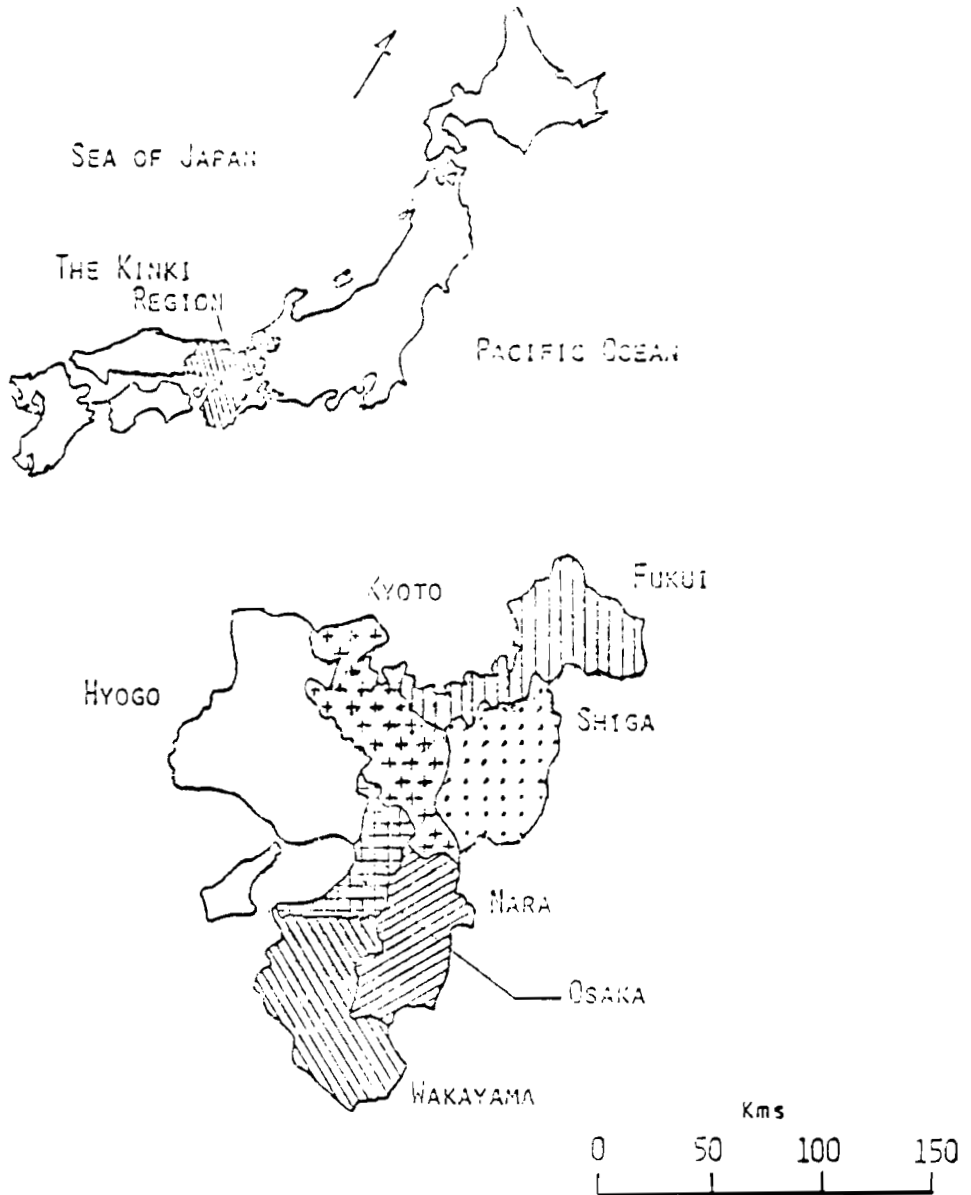 SEA OF JAPAN
THE KINKI
REGION
PACIFIC OCEAN
KYOTO
FUKUI
HYOGO
SHIGA
NARA
OSAKA
WAKAYAMA
Kms
0 50 100 150